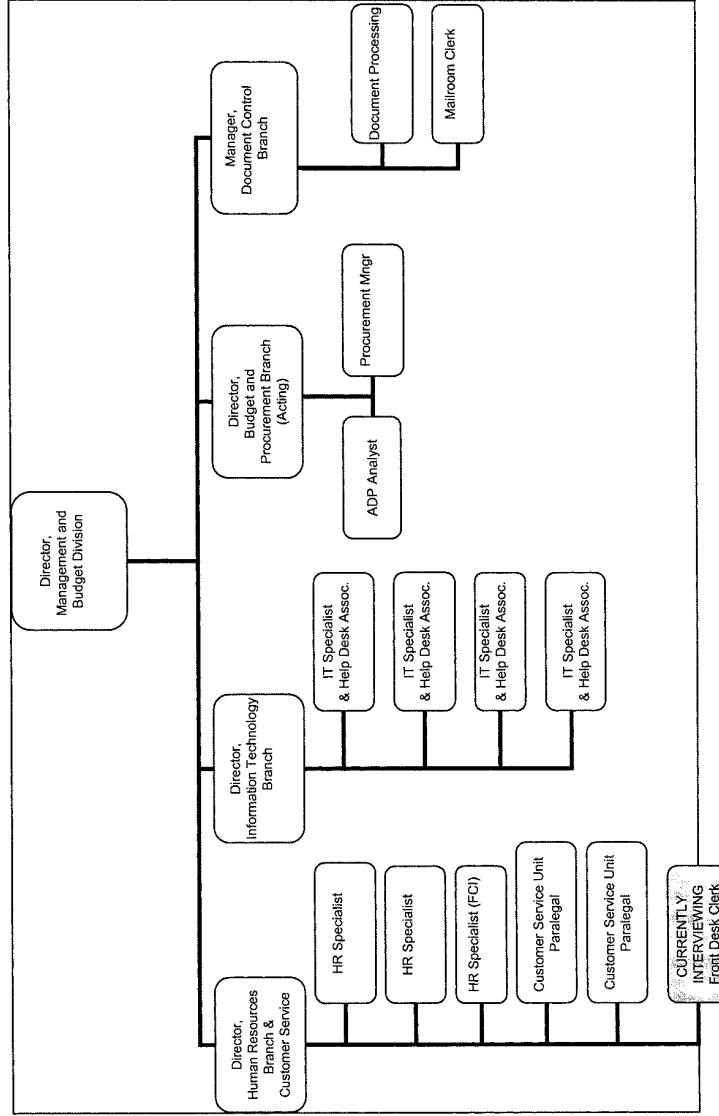 Director,
Management and
Budget Division
Director,
Human Resources
Branch &
Customer Service
HR Specialist
HR Specialist
HR Specialist (FCI)
Customer Service Unit
Paralegal
Customer Service Unit
Paralegal
CURRENTLY
INTERVIEWING
Front Desk Clerk
Director,
Information Technology
Branch
IT Specialist
& Help Desk Assoc.
IT Specialist
& Help Desk Assoc.
IT Specialist
& Help Desk Assoc.
IT Specialist
& Help Desk Assoc.
Director,
Budget and
Procurement Branch
(Acting)
ADP Analyst
Procurement Mngr
Manager,
Document Control
Branch
Document Processing
Mailroom Clerk